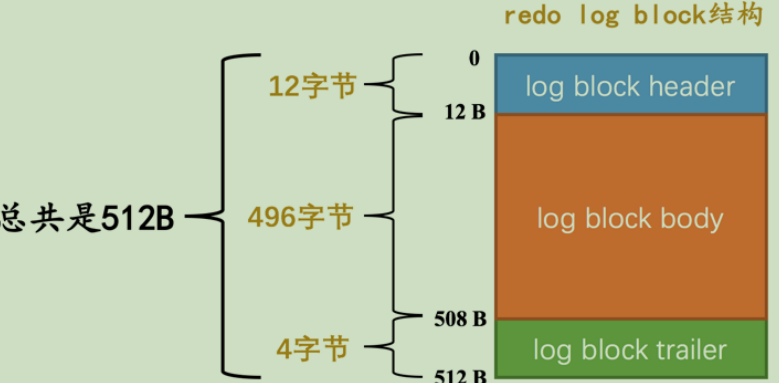 redo log block结构
0
12字节
log block header
12 B
总共是512B
496字节
log block body
508 B
4字节
log block trailer
512 B